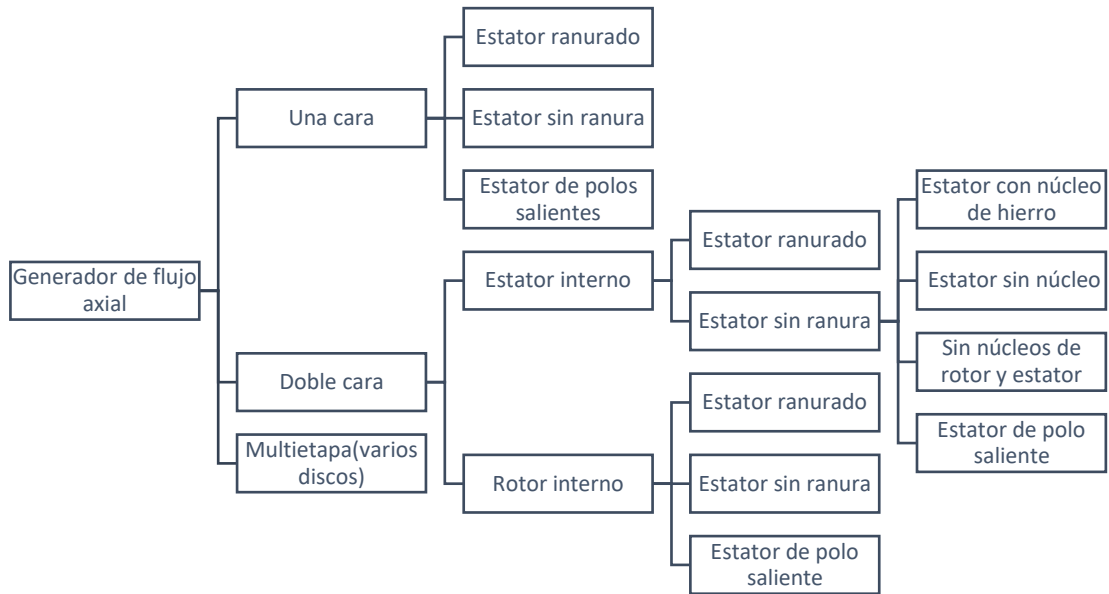 Generador de flujo
axial
Una cara
Estator ranurado
Estator sin ranura
Estator de polos
salientes
Doble cara
Estator interno
Estator ranurado
Estator sin ranura
Estator con núcleo
de hierro
Estator sin núcleo
Sin núcleos de
rotor y estator
Estator de polo
saliente
Rotor interno
Estator ranurado
Estator sin ranura
Estator de polo
saliente
Multietapa(varios
discos)